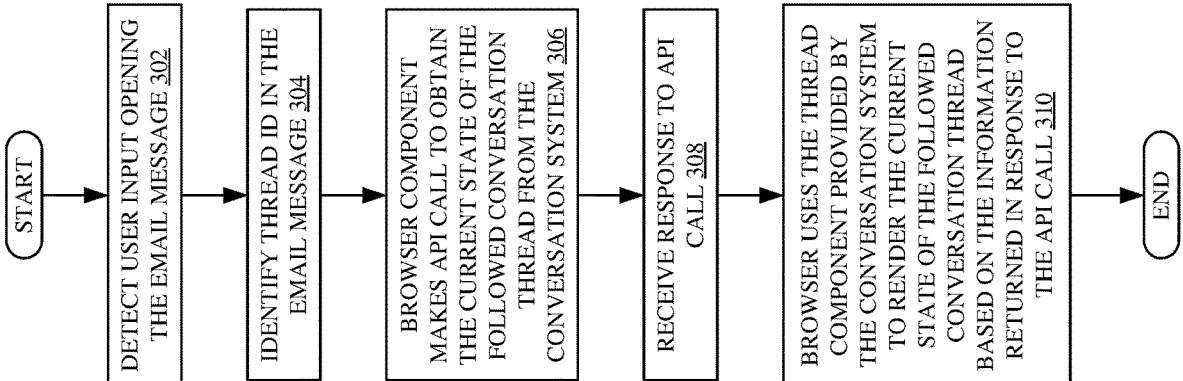 START
DETECT USER INPUT OPENING
THE EMAIL MESSAGE 302
IDENTIFY THREAD ID IN THE
EMAIL MESSAGE 304
BROWSER COMPONENT
MAKES API CALL TO OBTAIN
THE CURRENT STATE OF THE
FOLLOWED CONVERSATION
THREAD FROM THE
CONVERSATION SYSTEM 306
RECEIVE RESPONSE TO API
CALL 308
BROWSER USES THE THREAD
COMPONENT PROVIDED BY
THE CONVERSATION SYSTEM
TO RENDER THE CURRENT
STATE OF THE FOLLOWED
CONVERSATION THREAD
BASED ON THE INFORMATION
RETURNED IN RESPONSE TO
THE API CALL 310
END